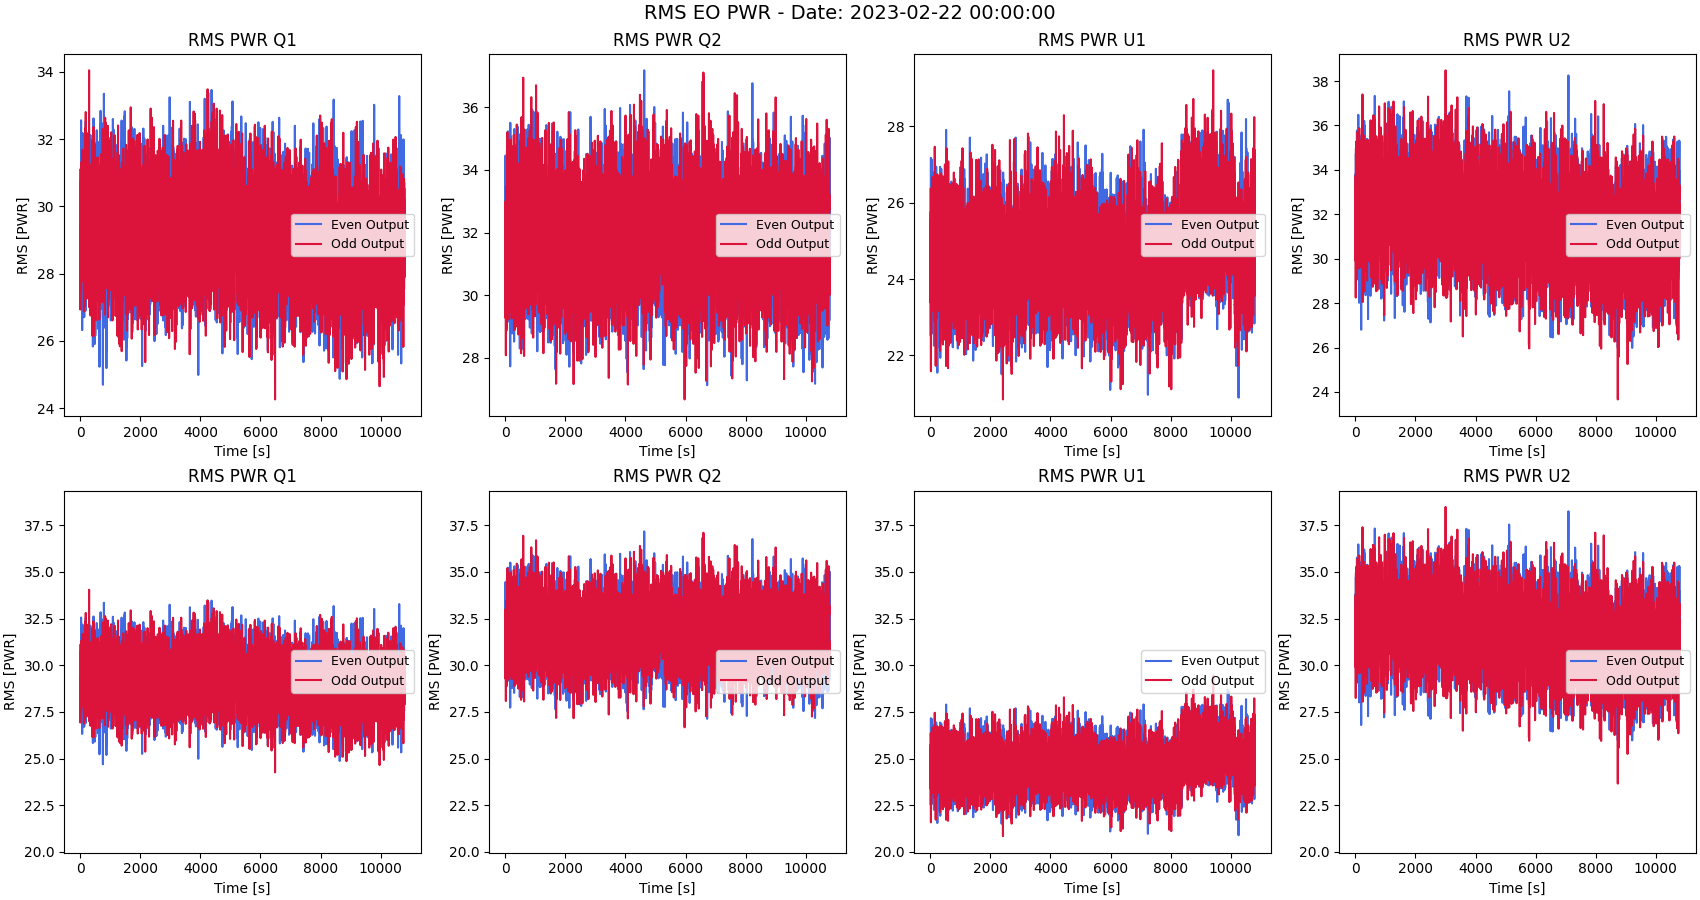 RMS EO PWR - Date: 2023-02-22 00:00:00
RMS PWR Q1
34
32
30
28
26
24
RMS [PWR]
0 2000 4000 6000 8000 10000
Time [s]
Even Output
Odd Output
RMS PWR Q2
36
34
32
30
28
RMS [PWR]
0 2000 4000 6000 8000 10000
Time [s]
Even Output
Odd Output
RMS PWR U1
28
26
24
22
RMS [PWR]
0 2000 4000 6000 8000 10000
Time [s]
Even Output
Odd Output
RMS PWR U2
38
36
34
32
30
28
26
24
RMS [PWR]
0 2000 4000 6000 8000 10000
Time [s]
Even Output
Odd Output
RMS PWR Q1
37.5
35.0
32.5
30.0
27.5
25.0
22.5
20.0
RMS [PWR]
0 2000 4000 6000 8000 10000
Time [s]
Even Output
Odd Output
RMS PWR Q2
37.5
35.0
32.5
30.0
27.5
25.0
22.5
20.0
RMS [PWR]
0 2000 4000 6000 8000 10000
Time [s]
Even Output
Odd Output
RMS PWR U1
37.5
35.0
32.5
30.0
27.5
25.0
22.5
20.0
RMS [PWR]
0 2000 4000 6000 8000 10000
Time [s]
Even Output
Odd Output
RMS PWR U2
37.5
35.0
32.5
30.0
27.5
25.0
22.5
20.0
RMS [PWR]
0 2000 4000 6000 8000 10000
Time [s]
Even Output
Odd Output